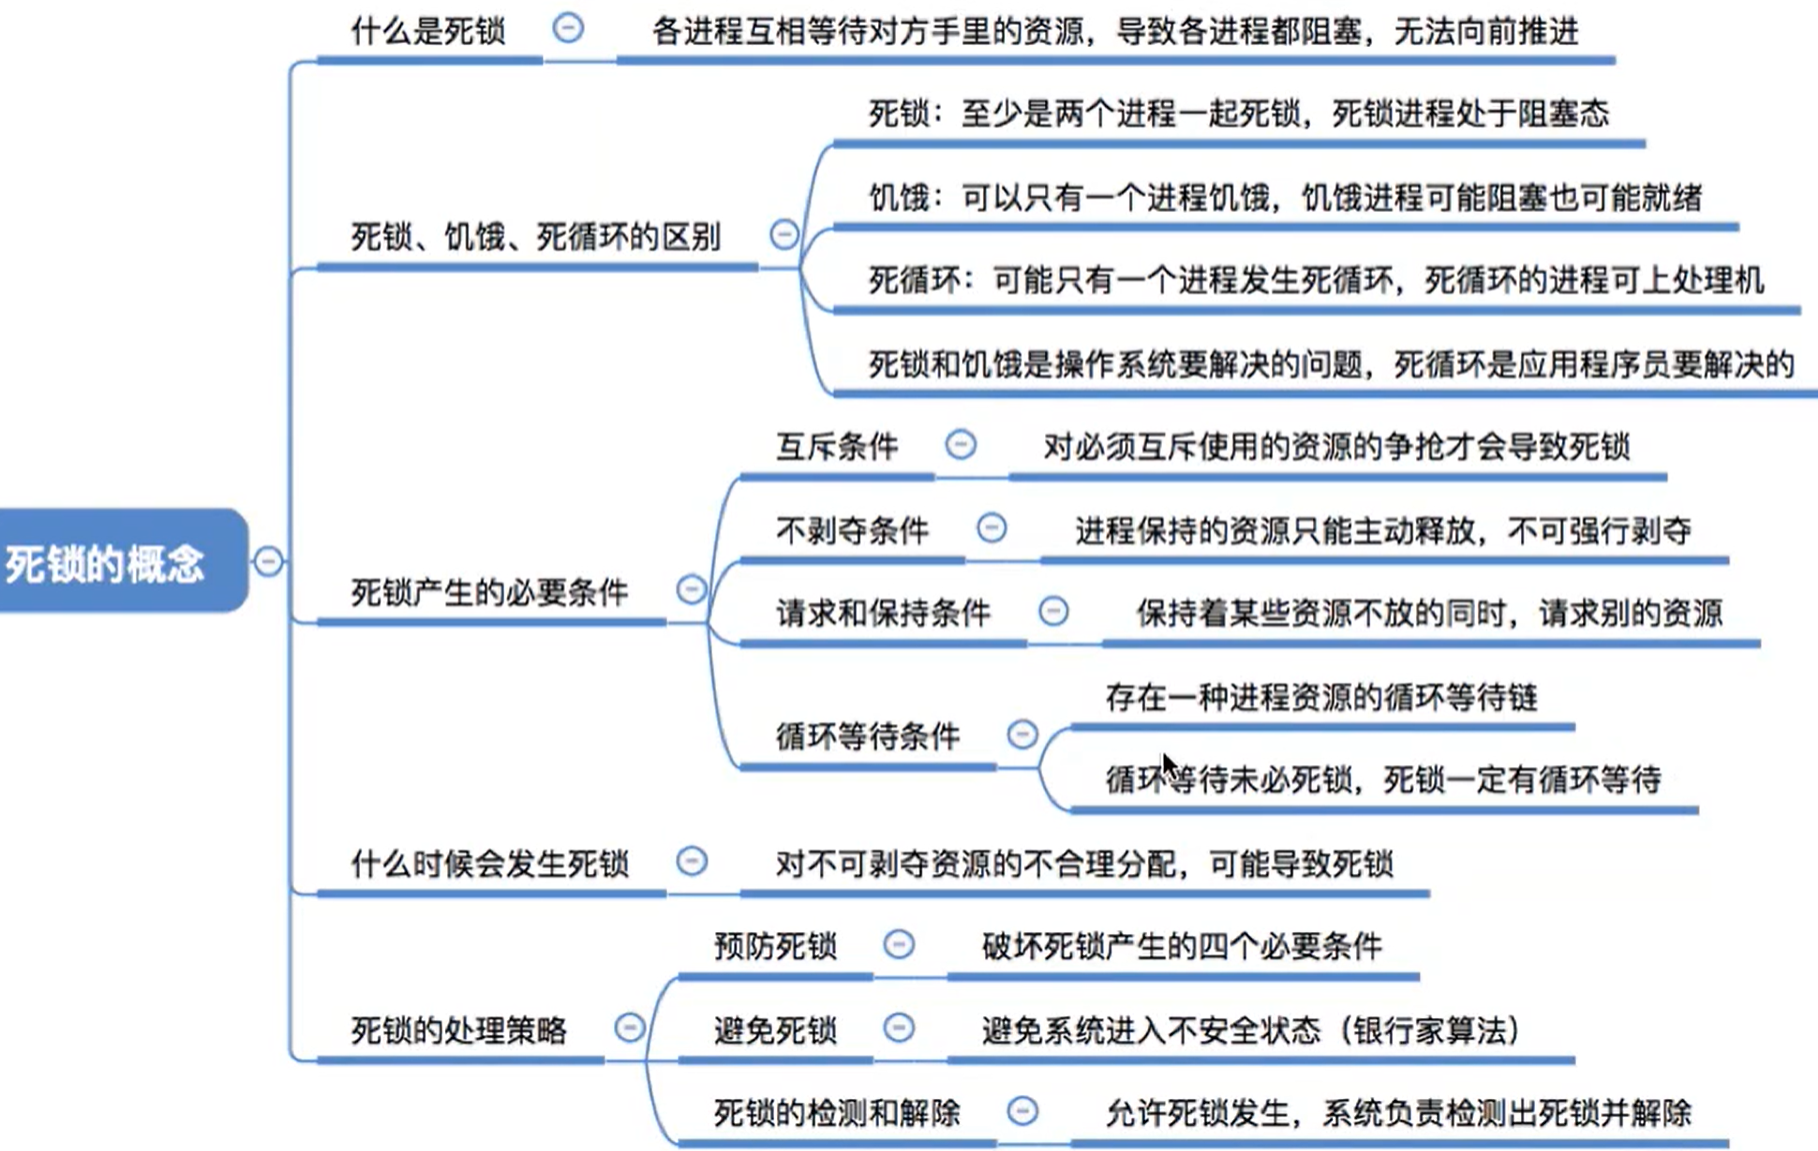 死锁的概念
什么是死锁
各进程互相等待对方手里的资源，导致各进程都阻塞，无法向前推进
死锁、饥饿、死循环的区别
死锁：至少是两个进程一起死锁，死锁进程处于阻塞态
饥饿：可以只有一个进程饥饿，饥饿进程可能阻塞也可能就绪
死循环：可能只有一个进程发生死循环，死循环的进程可上处理机
死锁和饥饿是操作系统要解决的问题，死循环是应用程序员要解决的
死锁产生的必要条件
互斥条件
对必须互斥使用的资源的争抢才会导致死锁
不剥夺条件
进程保持的资源只能主动释放，不可强行剥夺
请求和保持条件
保持着某些资源不放的同时，请求别的资源
循环等待条件
存在一种进程资源的循环等待链
循环等待未必死锁，死锁一定有循环等待
什么时候会发生死锁
对不可剥夺资源的不合理分配，可能导致死锁
死锁的处理策略
预防死锁
破坏死锁产生的四个必要条件
避免死锁
避免系统进入不安全状态（银行家算法）
死锁的检测和解除
允许死锁发生，系统负责检测出死锁并解除